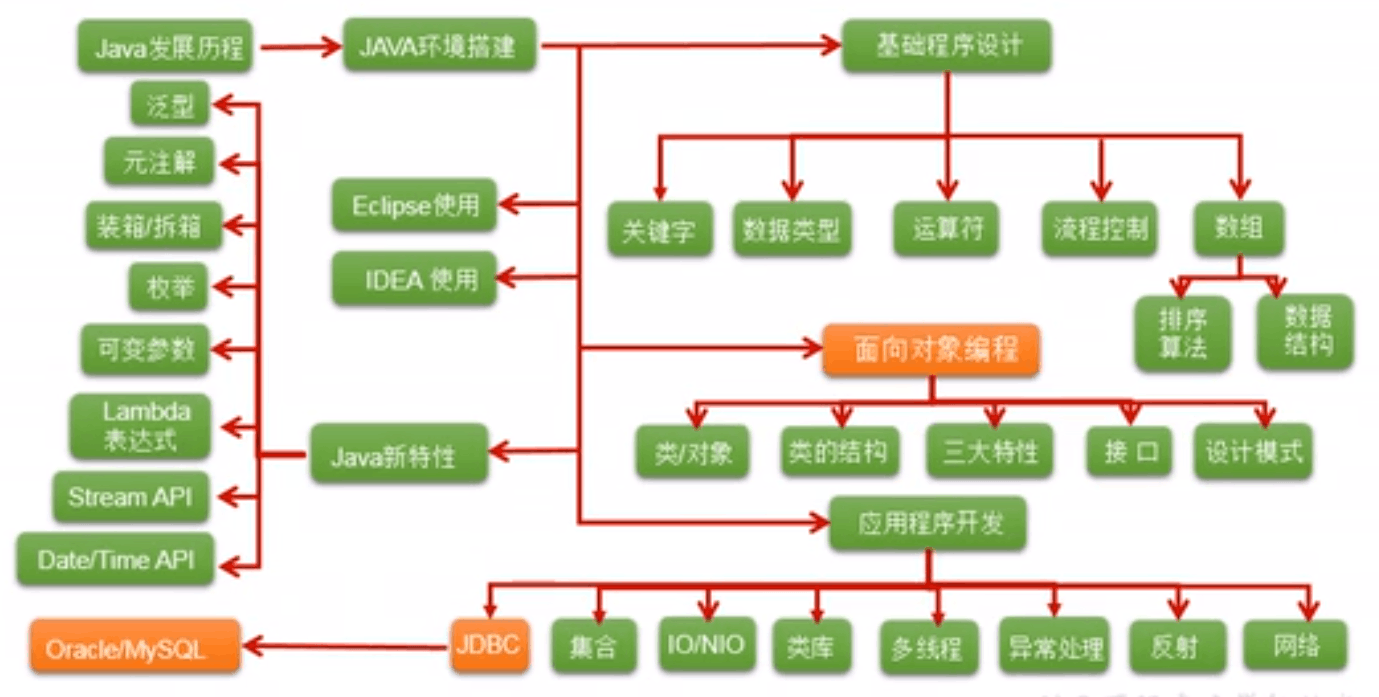 Java发展历程
JAVA环境搭建
基础程序设计
泛型
元注解
装箱/拆箱
枚举
可变参数
Lambda
表达式
Stream API
Date/Time API
Eclipse使用
IDEA 使用
Java新特性
关键字
数据类型
运算符
流程控制
数组
排序
算法
数据
结构
面向对象编程
类/对象
类的结构
三大特性
接 口
设计模式
应用程序开发
Oracle/MySQL
JDBC
集合
IO/NIO
类库
多线程
异常处理
反射
网络